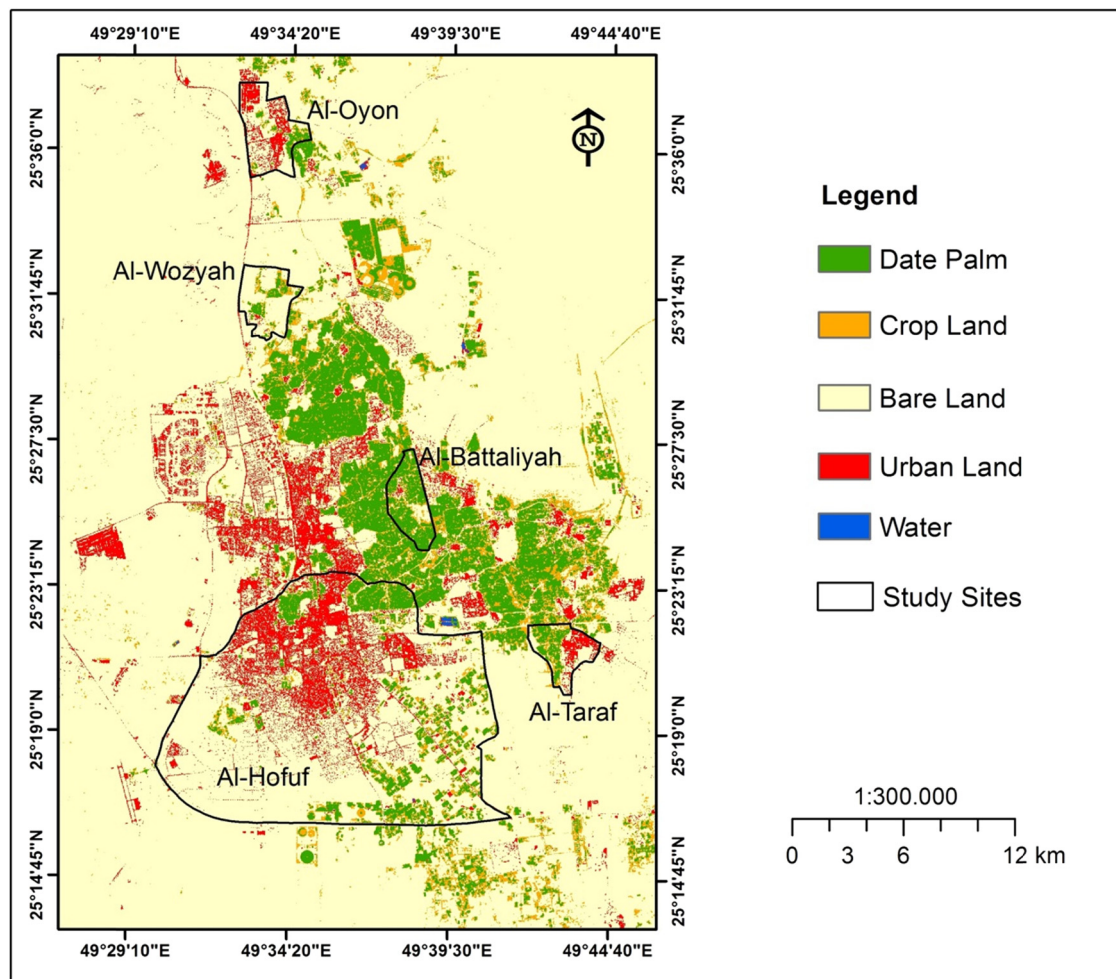 49°29'10"E
49°34'20"E
49°39'30"E
49°44'40"E
Al-Oyon
N
25°36'0"N
25°36'0"N
Legend
Al-Wozyah
Date Palm
25°31'45"N
25°31'45"N
Crop Land
Bare Land
25°27'30"N
25°27'30"N
Al-Battaliyah
Urban Land
Water
25°23'15"N
25°23'15"N
Study Sites
Al-Taraf
25°19'0"N
25°19'0"N
Al-Hofuf
1:300.000
0 3 6 12 km
25°14'45"N
25°14'45"N
49°29'10"E
49°34'20"E
49°39'30"E
49°44'40"E